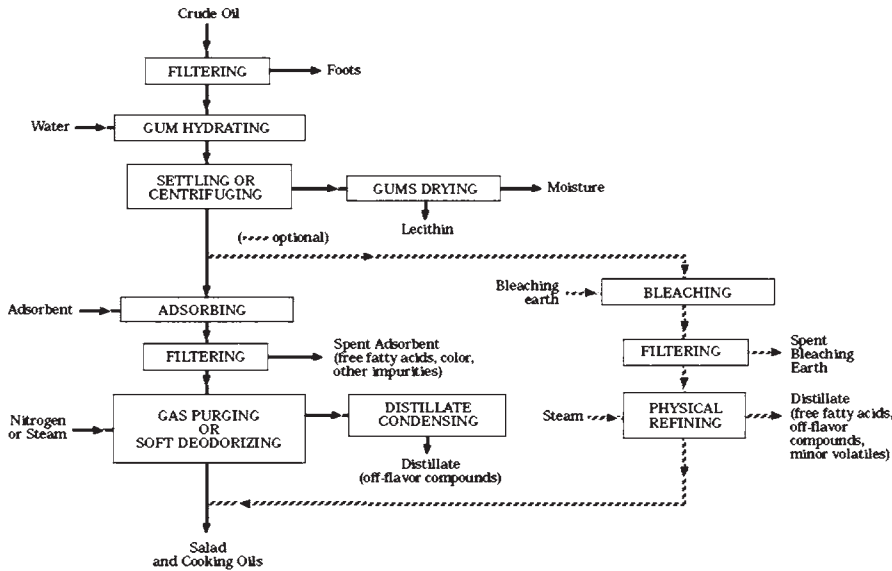 Crude Oil
FILTERING
Foots
Water
GUM HYDRATING
SETTLING OR
CENTRIFUGING
GUMS DRYING
Moisture
Lecithin
( optional)
Bleaching
earth
BLEACHING
Adsorbent
ADSORBING
FILTERING
Spent Adsorbent
(free fatty acids, color,
other impurities)
FILTERING
Spent
Bleaching
Earth
Nitrogen
or Steam
GAS PURGING
OR
SOFT DEODORIZING
DISTILLATE
CONDENSING
Distillate
(off-flavor compounds)
Steam
PHYSICAL
REFINING
Distillate
(free fatty acids,
off-flavor
compounds,
minor volatiles)
Salad
and Cooking Oils